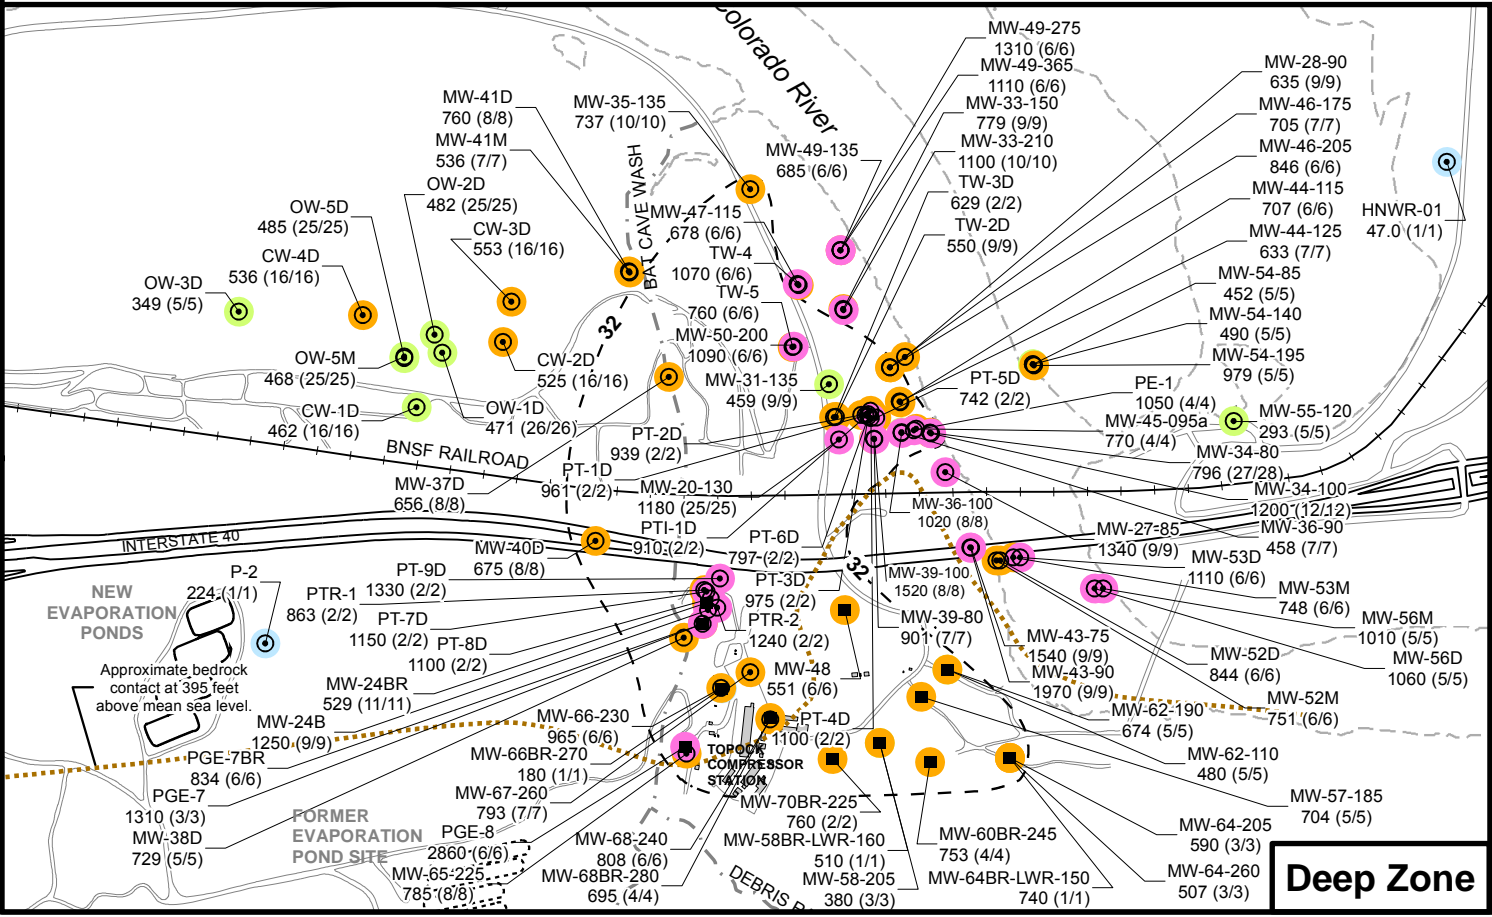 Colorado River
MW-49-275
1310 (6/6)
MW-49-365
1110 (6/6)
MW-33-150
779 (9/9)
MW-33-210
1100 (10/10)
TW-3D
629 (2/2)
TW-2D
550 (9/9)
MW-28-90
635 (9/9)
MW-46-175
705 (7/7)
MW-46-205
846 (6/6)
MW-44-115
707 (6/6)
MW-44-125
633 (7/7)
MW-54-85
452 (5/5)
MW-54-140
490 (5/5)
MW-54-195
979 (5/5)
HNWR-01
47.0 (1/1)
MW-41D
760 (8/8)
MW-41M
536 (7/7)
MW-35-135
737 (10/10)
MW-49-135
685 (6/6)
OW-2D
482 (25/25)
OW-5D
485 (25/25)
CW-3D
553 (16/16)
CW-4D
536 (16/16)
OW-3D
349 (5/5)
BATT CAVE WASH
MW-47-115
678 (6/6)
TW-4
1070 (6/6)
TW-5
760 (6/6)
MW-50-200
1090 (6/6)
MW-31-135
459 (9/9)
32
OW-5M
468 (25/25)
CW-2D
525 (16/16)
CW-1D
462 (16/16)
OW-1D
471 (26/26)
PT-5D
742 (2/2)
PE-1
1050 (4/4)
MW-45-095a
770 (4/4)
MW-55-120
293 (5/5)
MW-34-80
796 (27/28)
MW-34-100
1200 (12/12)
MW-36-90
458 (7/7)
BNSF RAILROAD
PT-2D
939 (2/2)
PT-1D
961 (2/2)
MW-20-130
1180 (25/25)
MW-37D
656 (8/8)
PTI-1D
910 (2/2)
PT-6D
797 (2/2)
MW-36-100
1020 (8/8)
MW-27-85
1340 (9/9)
INTERSTATE 40
MW-40D
675 (8/8)
32
MW-39-100
1520 (8/8)
MW-53D
1110 (6/6)
MW-53M
748 (6/6)
MW-56M
1010 (5/5)
MW-56D
1060 (5/5)
P-2
224 (1/1)
NEW
EVAPORATION
PONDS
PT-9D
1330 (2/2)
PTR-1
863 (2/2)
PT-7D
1150 (2/2)
PT-8D
1100 (2/2)
PT-3D
975 (2/2)
PTR-2
1240 (2/2)
MW-39-80
901 (7/7)
MW-43-75
1540 (9/9)
MW-43-90
1970 (9/9)
MW-52D
844 (6/6)
MW-52M
751 (6/6)
Approximate bedrock
contact at 395 feet
above mean sea level.
MW-24BR
529 (11/11)
MW-24B
1250 (9/9)
MW-48
551 (6/6)
PT-4D
1100 (2/2)
MW-62-190
674 (5/5)
MW-62-110
480 (5/5)
MW-66-230
965 (6/6)
MW-66BR-270
180 (1/1)
PGE-7BR
834 (6/6)
PGE-7
1310 (3/3)
MW-38D
729 (5/5)
TOPOCK
COMPRESSOR
STATION
MW-67-260
793 (7/7)
MW-57-185
704 (5/5)
FORMER
EVAPORATION
POND SITE
PGE-8
2860 (6/6)
MW-65-225
785 (8/8)
MW-68-240
808 (6/6)
MW-68BR-280
695 (4/4)
MW-70BR-225
760 (2/2)
MW-58BR-LWR-160
510 (1/1)
MW-58-205
380 (3/3)
MW-60BR-245
753 (4/4)
MW-64BR-LWR-150
740 (1/1)
MW-64-205
590 (3/3)
MW-64-260
507 (3/3)
DEBRIS
Deep Zone